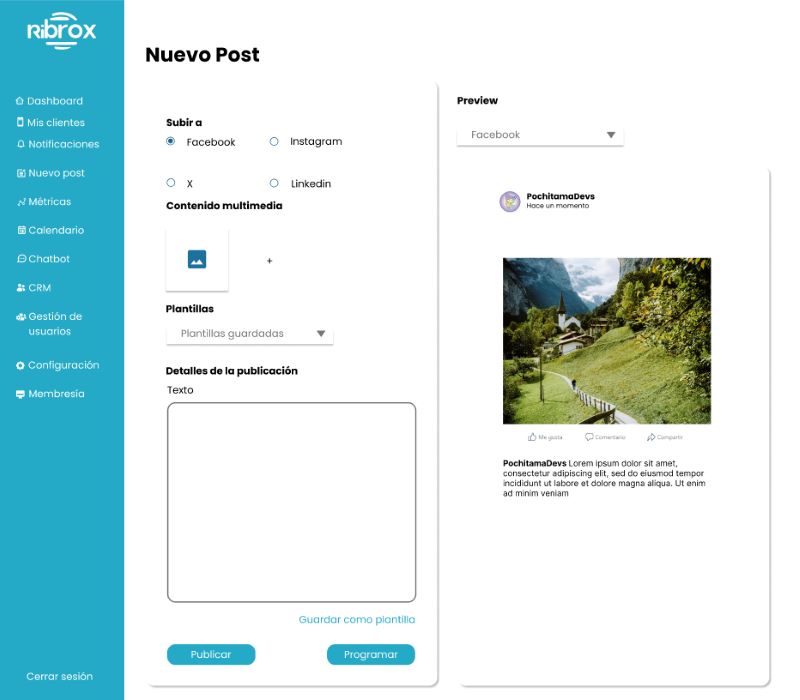 Ribrox
Dashboard
Mis clientes
Notificaciones
Nuevo post
Métricas
Calendario
Chatbot
CRM
Gestión de
usuarios
Configuración
Membresía
Cerrar sesión
Nuevo Post
Subir a
Facebook
Instagram
X
Linkedin
Contenido multimedia
+
Plantillas
Plantillas guardadas
Detalles de la publicación
Texto
Guardar como plantilla
Publicar
Programar
Preview
Facebook
PochitamaDevs
Hace un momento
Me gusta
Comentario
Compartir
PochitamaDevs Lorem ipsum dolor sit amet,
consectetur adipiscing elit, sed do eiusmod tempor
incididunt ut labore et dolore magna aliqua. Ut enim
ad minim veniam